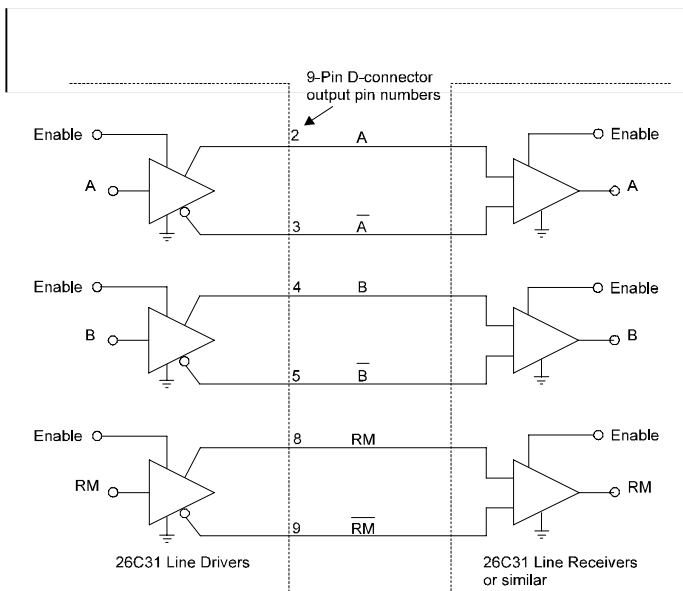 9-Pin D-connector
output pin numbers
Enable
2
A
Enable
A
A
3
A̅
Enable
4
B
Enable
B
B
5
B̅
Enable
8
RM
Enable
RM
RM
9
R̅M̅
26C31 Line Drivers
26C31 Line Receivers
or similar